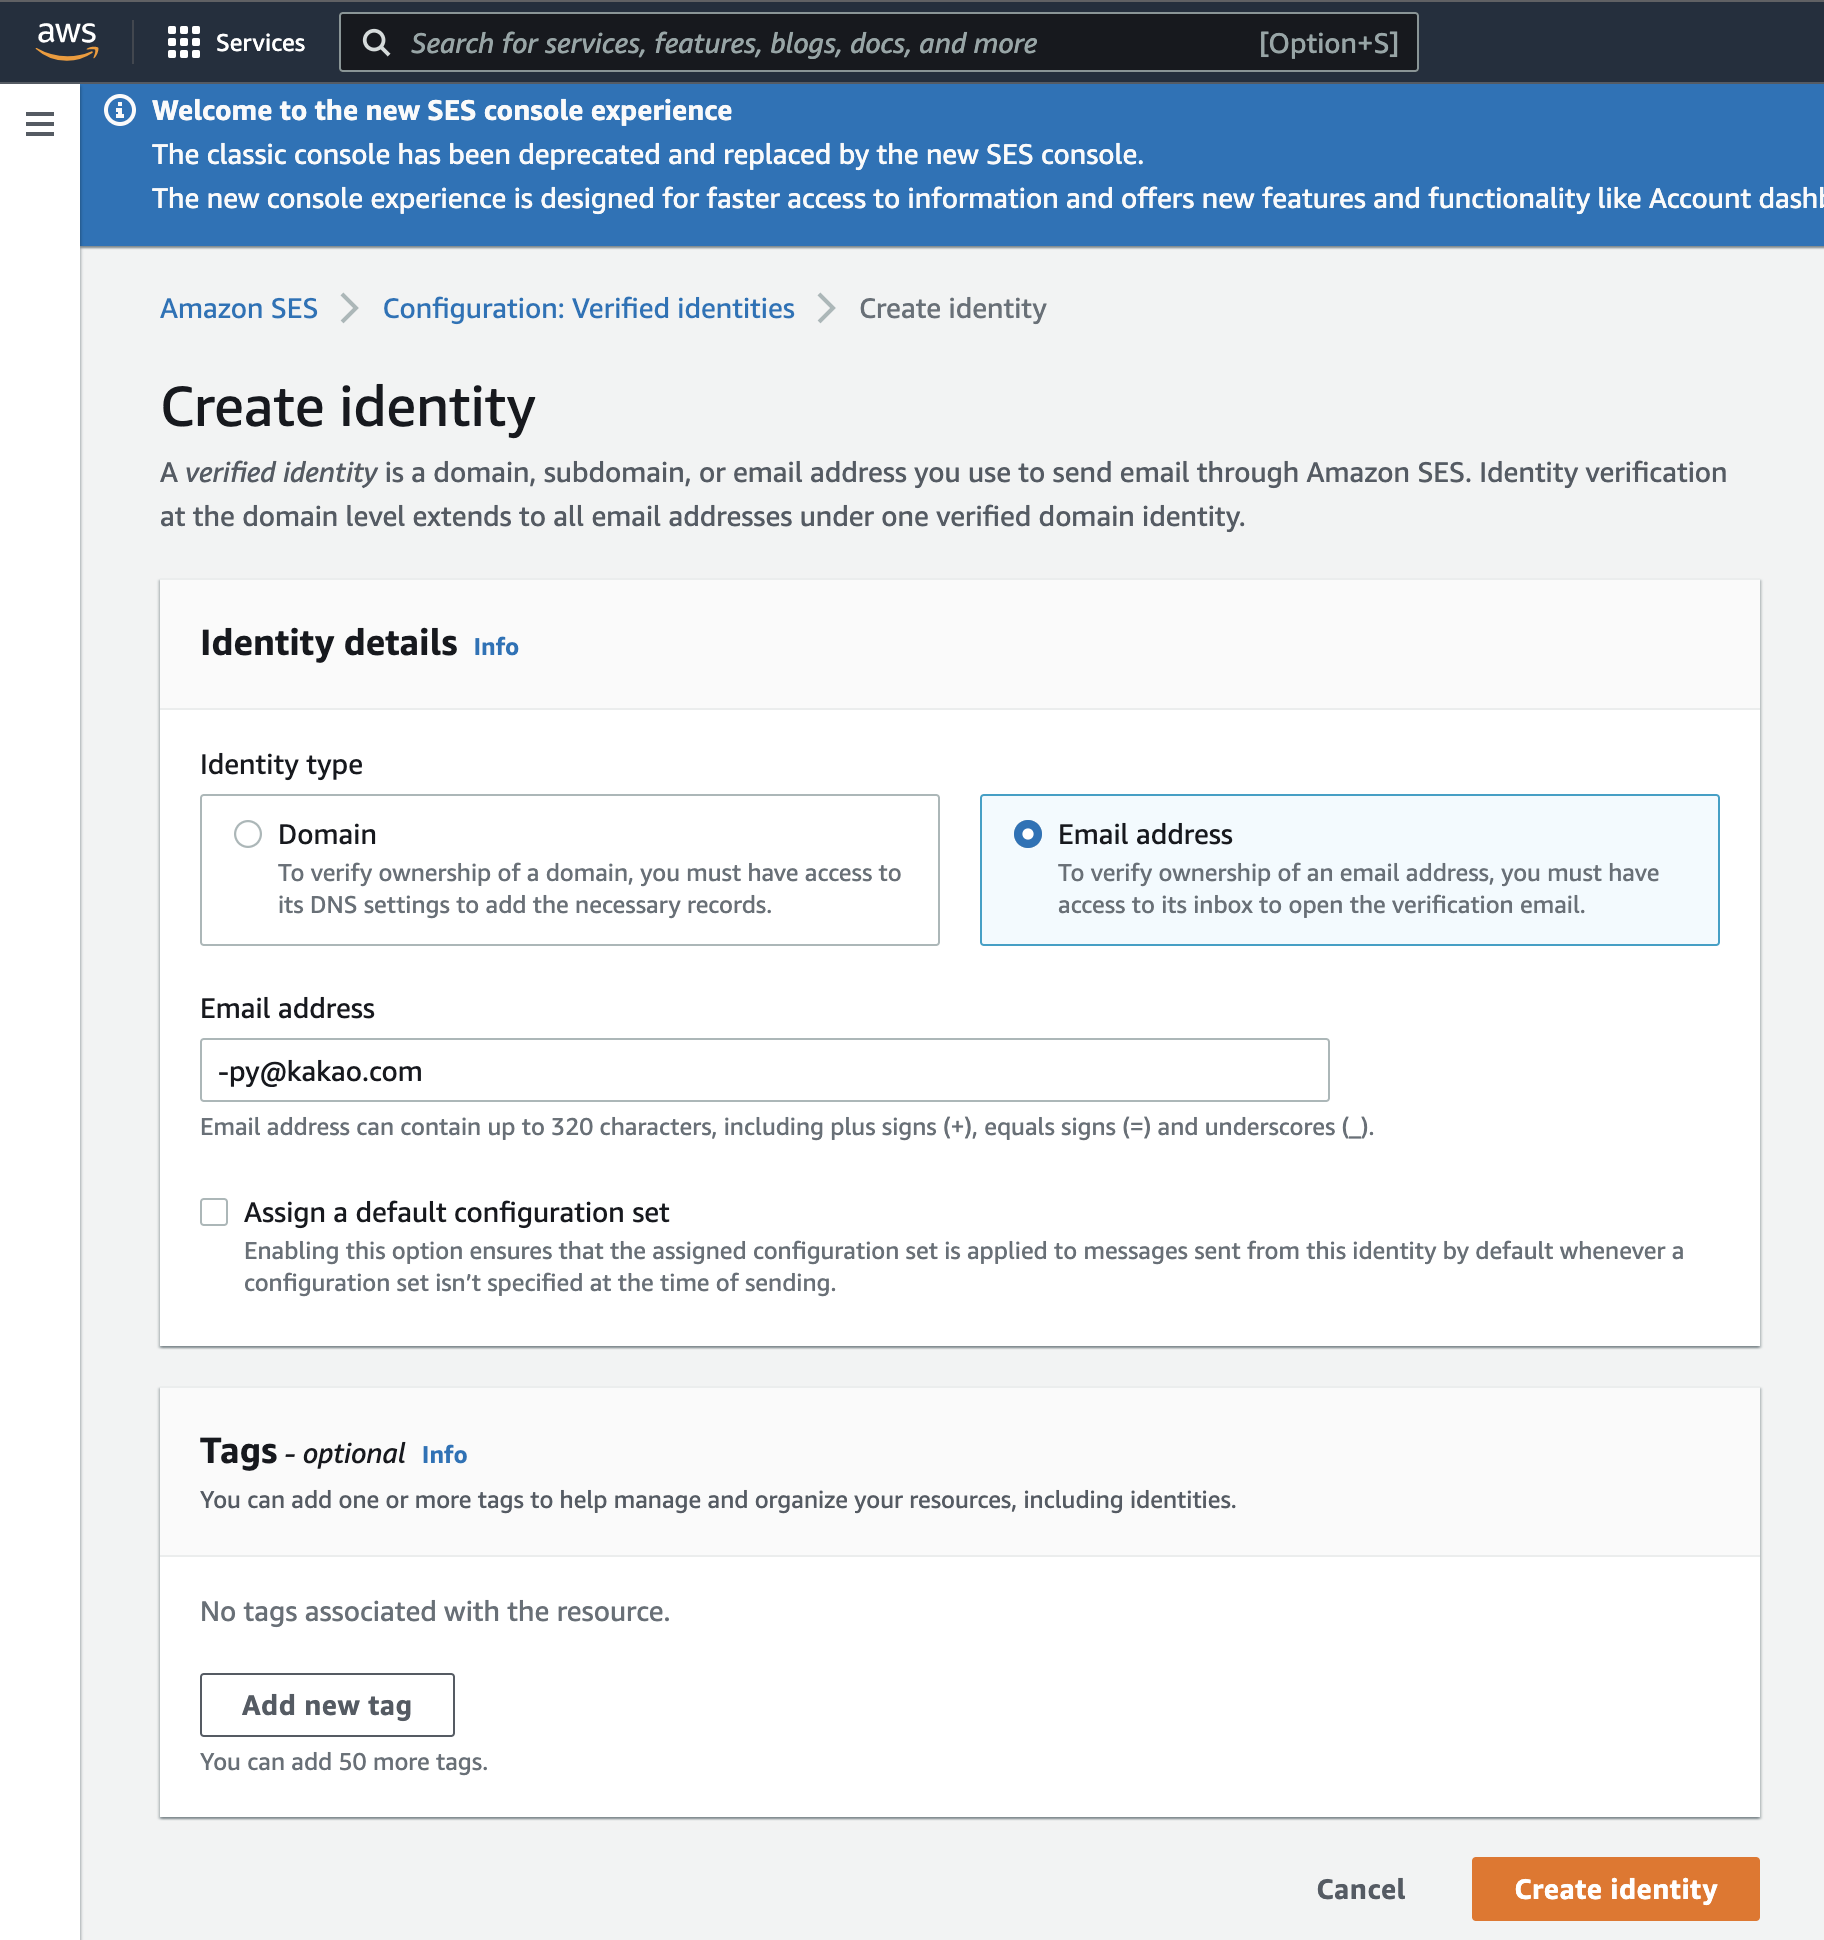 aws
Services
Search for services, features, blogs, docs, and more
[Option+S]
Welcome to the new SES console experience
The classic console has been deprecated and replaced by the new SES console.
The new console experience is designed for faster access to information and offers new features and functionality like Account dashb
Amazon SES > Configuration: Verified identities > Create identity
Create identity
A verified identity is a domain, subdomain, or email address you use to send email through Amazon SES. Identity verification
at the domain level extends to all email addresses under one verified domain identity.
Identity details Info
Identity type
Domain
To verify ownership of a domain, you must have access to
its DNS settings to add the necessary records.
Email address
To verify ownership of an email address, you must have
access to its inbox to open the verification email.
Email address
-py@kakao.com
Email address can contain up to 320 characters, including plus signs (+), equals signs (=) and underscores (_).
Assign a default configuration set
Enabling this option ensures that the assigned configuration set is applied to messages sent from this identity by default whenever a
configuration set isn’t specified at the time of sending.
Tags - optional Info
You can add one or more tags to help manage and organize your resources, including identities.
No tags associated with the resource.
Add new tag
You can add 50 more tags.
Cancel
Create identity